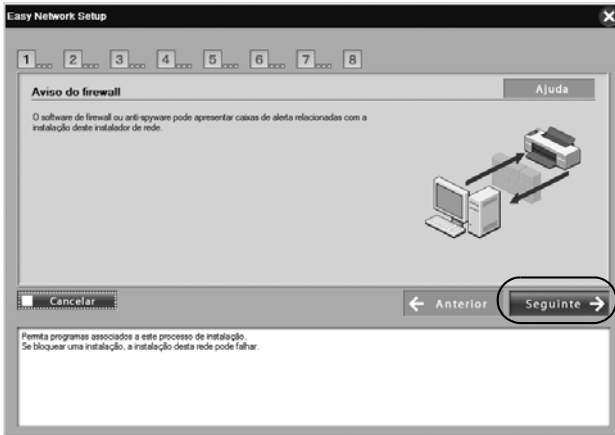 Easy Network Setup
1 ... 2 ... 3 ... 4 ... 5 ... 6 ... 7 ... 8
Aviso do firewall
Ajuda
O software de firewall ou anti-spyware pode apresentar caixas de alerta relacionadas com a
instalação deste instalador de rede.
Cancelar
Anterior
Seguinte
Permita programas associados a este processo de instalação.
Se bloquear uma instalação, a instalação desta rede pode falhar.